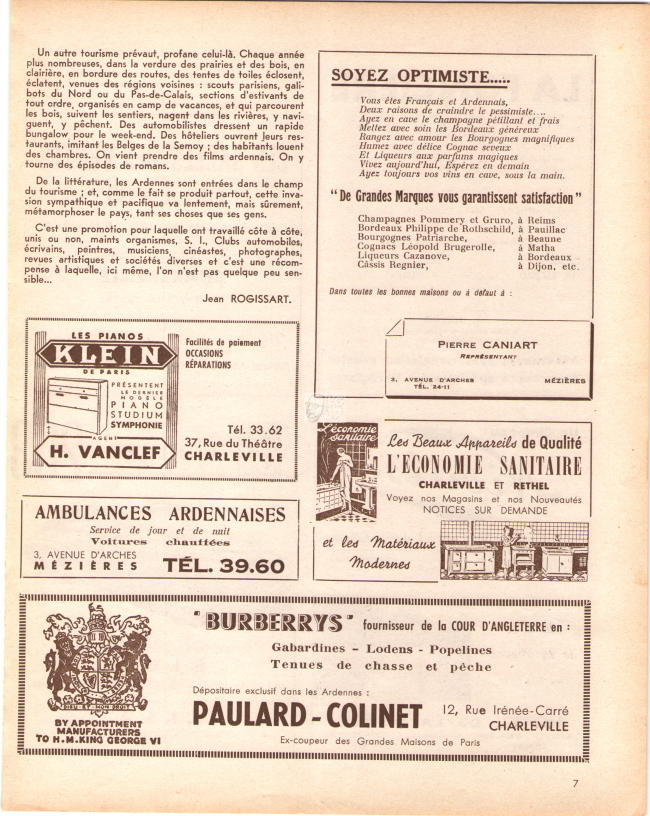 Un autre tourisme prévaut, profane celui-là. Chaque année
plus nombreuses, dans la verdure des prairies et des bois, en
clairière, en bordure des routes, des tentes de toiles éclosent,
éclatent, venues des régions voisines : scouts parisiens, gali-
bots du Nord ou du Pas-de-Calais, sections d'estivants de
tout ordre, organisés en camp de vacances, et qui parcourent
les bois, suivent les sentiers, nagent dans les rivières, y navi-
guent, y pêchent. Des automobilistes dressent un rapide
bungalow pour le week-end. Des hôteliers ouvrent leurs res-
taurants, imitant les Belges de la Semoy ; des habitants louent
des chambres. On vient prendre des films ardennais. On y
tourne des épisodes de romans.
De la littérature, les Ardennes sont entrées dans le champ
du tourisme ; et, comme le fait se produit partout, cette inva-
sion sympathique et pacifique va lentement, mais sûrement,
métamorphoser le pays, tant ses choses que ses gens.
C'est une promotion pour laquelle ont travaillé côte à côte,
unis ou non, maints organismes, S. I., Clubs automobiles,
écrivains, peintres, musiciens, cinéastes, photographes,
revues artistiques et sociétés diverses et c'est une récom-
pense à laquelle, ici même, l'on n'est pas quelque peu sen-
sible...
Jean ROGISSART.
SOYEZ OPTIMISTE.....
Vous êtes Français et Ardennais,
Deux raisons de craindre le pessimiste....
Ayez en cave le champagne pétillant et frais
Mettez avec soin les Bordeaux généreux
Rangez avec amour les Bourgognes magnifiques
Humez avec délice Cognac seveux
Et Liqueurs aux parfums magiques
Vivez aujourd'hui, Espérez en demain
Ayez toujours vos vins en cave, sous la main.
"De Grandes Marques vous garantissent satisfaction"
Champagnes Pommery et Gruro, à Reims
Bordeaux Philippe de Rothschild, à Pauillac
Bourgognes Patriarche, à Beaune
Cognacs Léopold Brugerolle, à Matha
Liqueurs Cazanove, à Bordeaux
Câssis Regnier, à Dijon, etc.
Dans toutes les bonnes maisons ou à défaut à :
PIERRE CANIART
REPRÉSENTANT
3, AVENUE D'ARCHES
TÉL. 24-11
MÉZIÈRES
LES PIANOS
KLEIN
DE PARIS
PRÉSENTENT
LE DERNIER
MODÈLE
PIANO
STUDIUM
SYMPHONIE
AGENT
H. VANCLEF
Facilités de paiement
OCCASIONS
RÉPARATIONS
Tél. 33.62
37, Rue du Théâtre
CHARLEVILLE
l'économie
sanitaire
Les Beaux Appareils de Qualité
L'ECONOMIE SANITAIRE
CHARLEVILLE ET RETHEL
Voyez nos Magasins et nos Nouveautés
NOTICES SUR DEMANDE
et les Matériaux
Modernes
AMBULANCES ARDENNAISES
Service de jour et de nuit
Voitures chauffées
3, AVENUE D'ARCHES
MÉZIÈRES
TÉL. 39.60
DIEU ET MON DROIT
BY APPOINTMENT
MANUFACTURERS
TO H.M. KING GEORGE VI
"BURBERRYS" fournisseur de la COUR D'ANGLETERRE en :
Gabardines - Lodens - Popelines
Tenues de chasse et pêche
Dépositaire exclusif dans les Ardennes :
PAULARD-COLINET
12, Rue Irénée-Carré
CHARLEVILLE
Ex-coupeur des Grandes Maisons de Paris
7